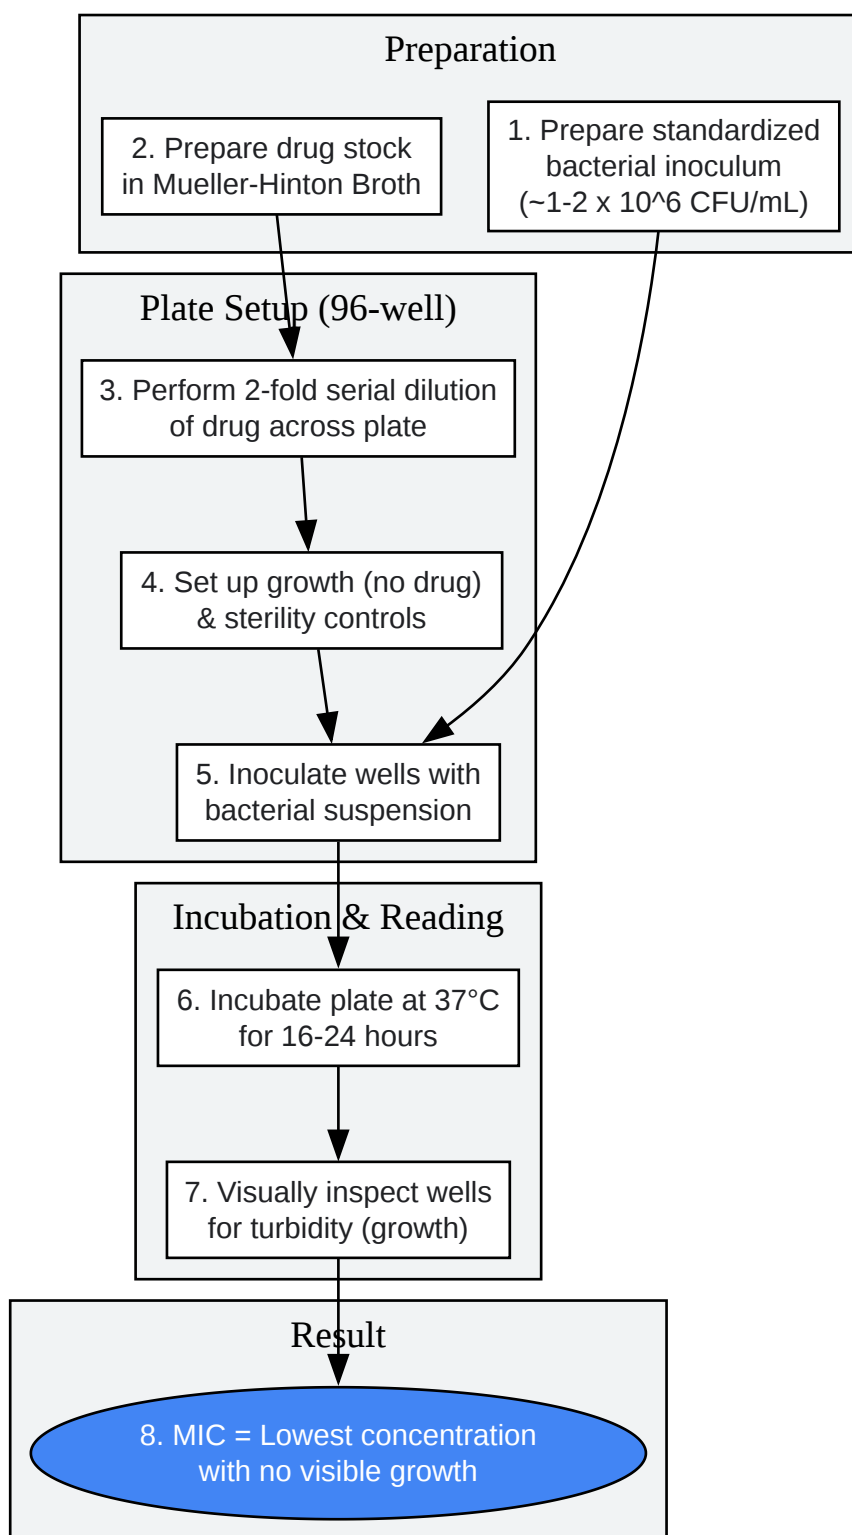 Preparation
2. Prepare drug stock
in Mueller-Hinton Broth
1. Prepare standardized
bacterial inoculum
(~1-2 x 10^6 CFU/mL)
Plate Setup (96-well)
3. Perform 2-fold serial dilution
of drug across plate
4. Set up growth (no drug)
& sterility controls
5. Inoculate wells with
bacterial suspension
Incubation & Reading
6. Incubate plate at 37°C
for 16-24 hours
7. Visually inspect wells
for turbidity (growth)
Result
8. MIC = Lowest concentration
with no visible growth